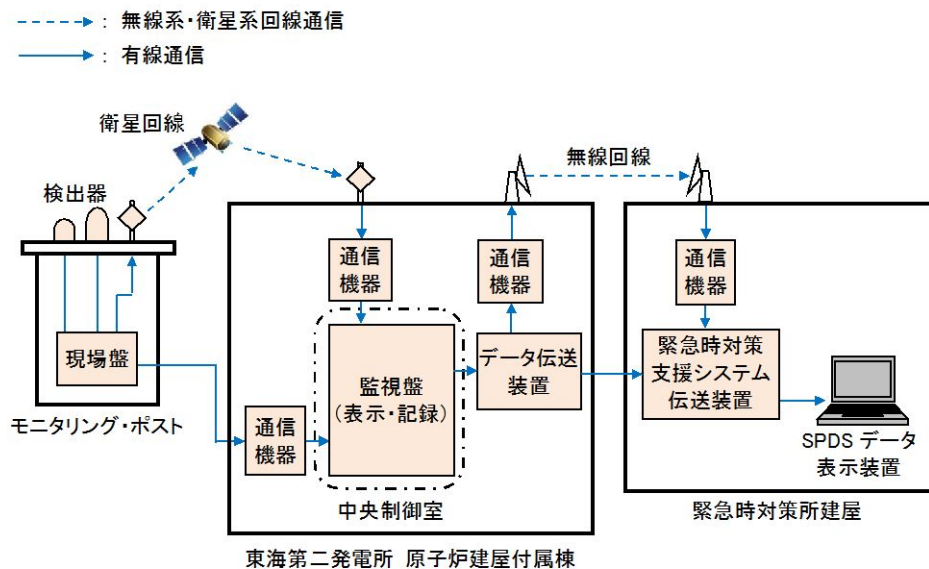 : 無線系・衛星系回線通信
: 有線通信
衛星回線
無線回線
検出器
通信
機器
通信
機器
通信
機器
現場盤
監視盤
(表示・記録)
データ伝送
装置
緊急時対策
支援システム
伝送装置
モニタリング・ポスト
通信
機器
SPDS データ
表示装置
中央制御室
緊急時対策所建屋
東海第二発電所 原子炉建屋付属棟